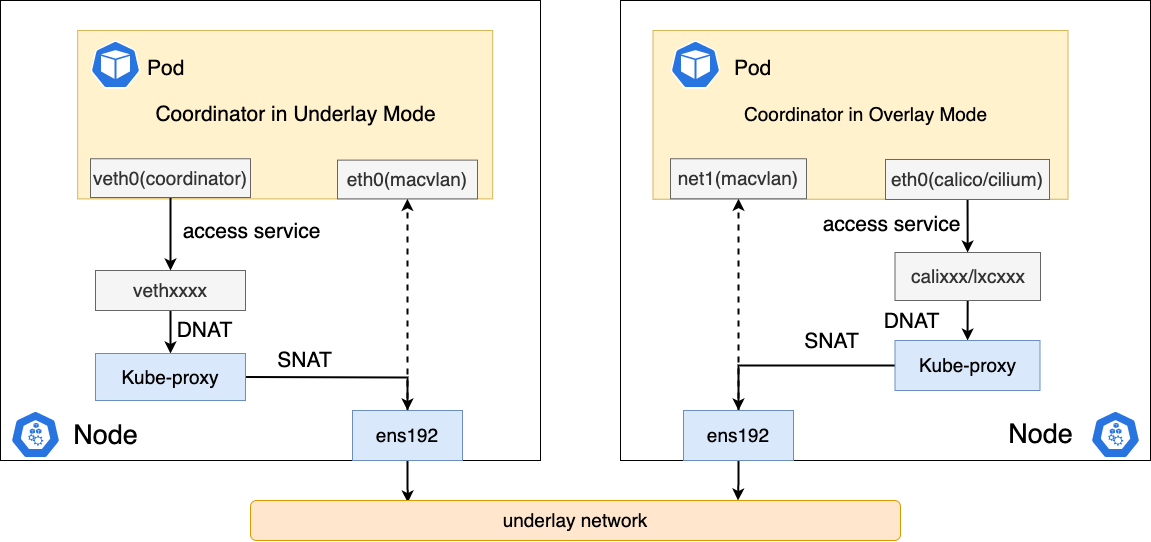 Pod
Coordinator in Underlay Mode
veth0(coordinator)
eth0(macvlan)
access service
vethxxxx
DNAT
Kube-proxy
SNAT
Node
ens192
Pod
Coordinator in Overlay Mode
net1(macvlan)
eth0(calico/cilium)
access service
calixxx/lxcxxx
DNAT
SNAT
Kube-proxy
ens192
Node
underlay network